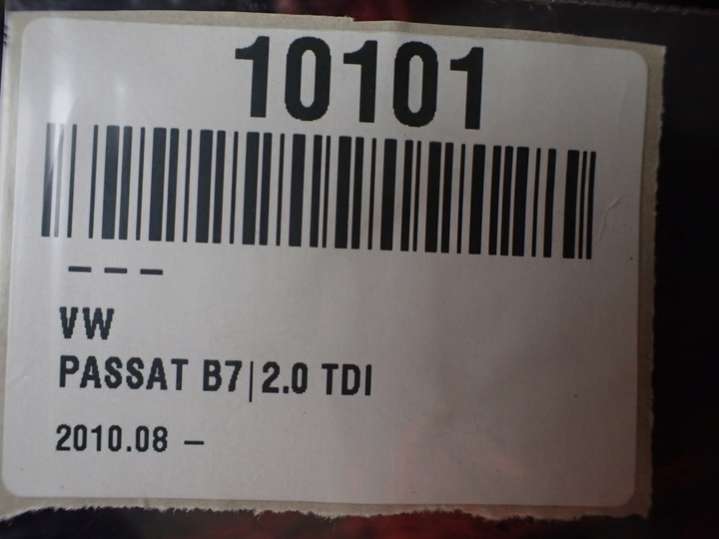 10101
– – –
VW
PASSAT B7|2.0 TDI
2010.08 –